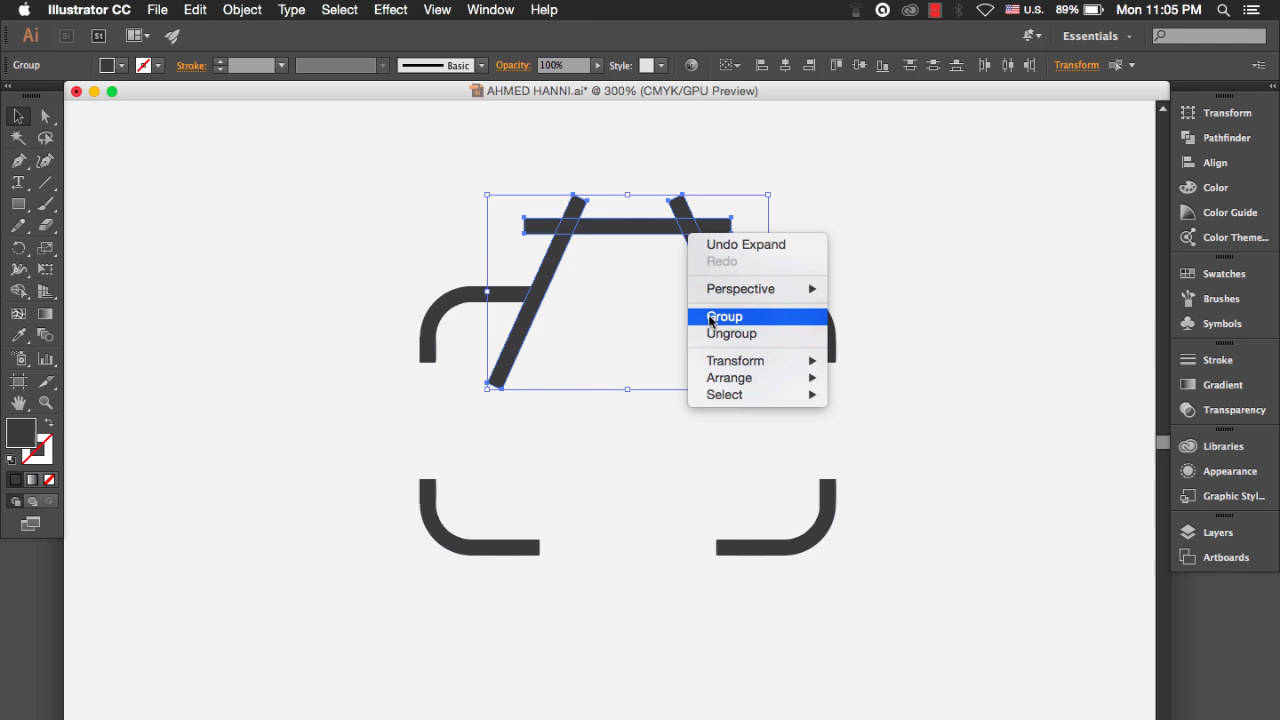 Illustrator CC File Edit Object Type Select Effect View Window Help U.S. 89% Mon 11:05 PM
Ai Br St Essentials
Group Stroke: Basic Opacity: 100% Style: Transform
AHMED HANNI.ai* @ 300% (CMYK/GPU Preview)
Transform
Pathfinder
Align
Color
Color Guide
Color Theme...
Swatches
Brushes
Symbols
Stroke
Gradient
Transparency
Libraries
Appearance
Graphic Styl...
Layers
Artboards
Undo Expand
Redo
Perspective
Group
Ungroup
Transform
Arrange
Select